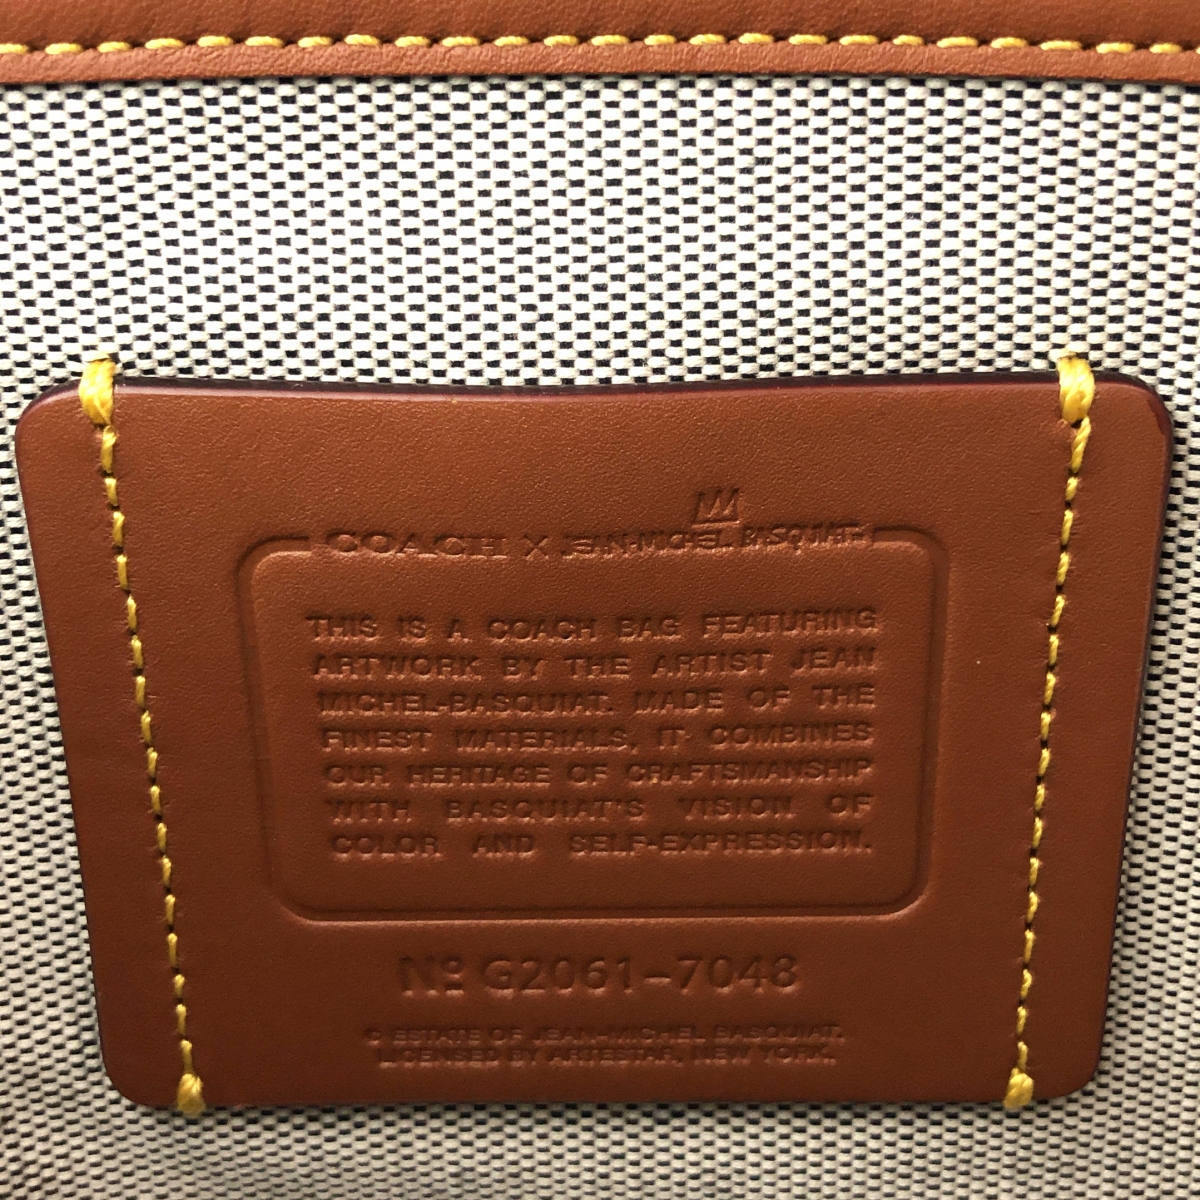 COACH X JEAN-MICHEL BASQUIAT
THIS IS A COACH BAG FEATURING
ARTWORK BY THE ARTIST JEAN
MICHEL-BASQUIAT. MADE OF THE
FINEST MATERIALS, IT COMBINES
OUR HERITAGE OF CRAFTSMANSHIP
WITH BASQUIAT'S VISION OF
COLOR AND SELF-EXPRESSION.
Nº G2061-7048
© ESTATE OF JEAN-MICHEL BASQUIAT.
LICENSED BY ARTESTAR, NEW YORK.